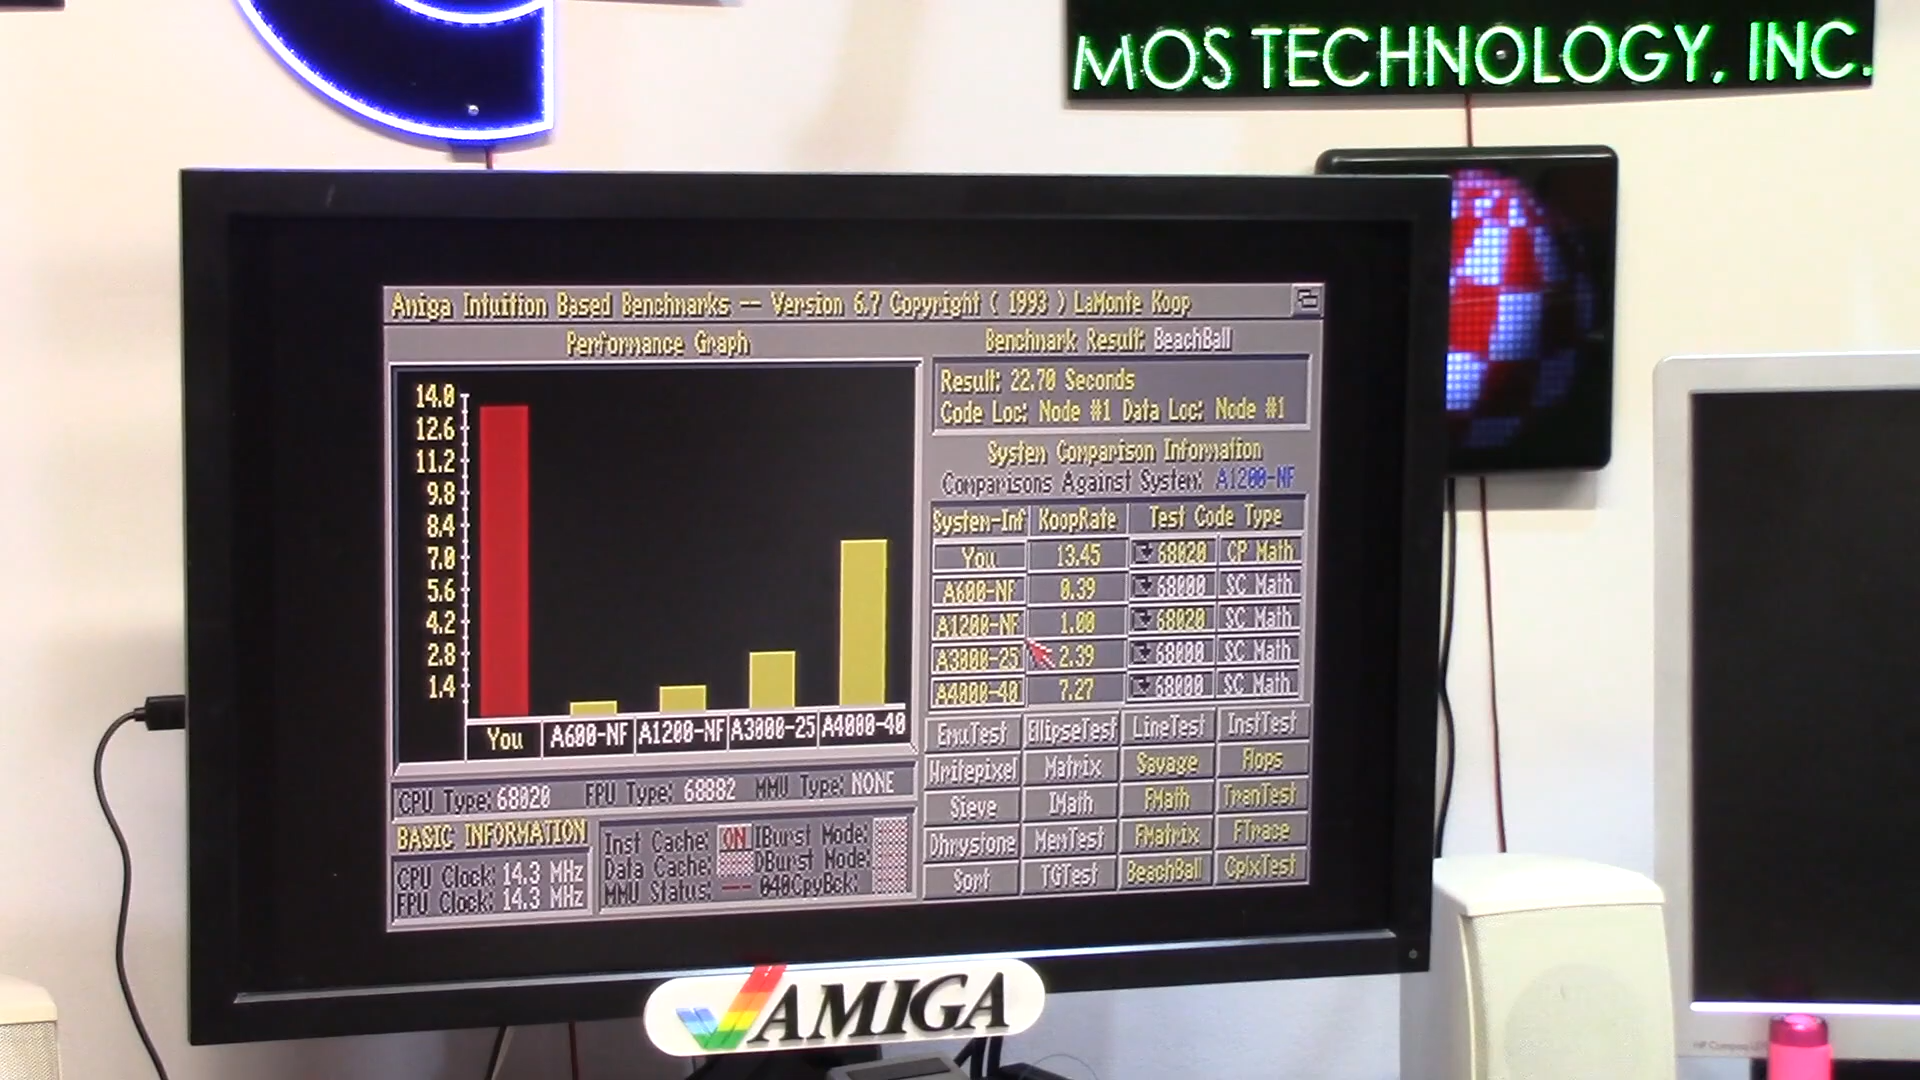 MOS TECHNOLOGY, INC.
Amiga Intuition Based Benchmarks -- Version 6.7 Copyright ( 1993 ) LaMonte Koop
Performance Graph
14.0
12.6
11.2
9.8
8.4
7.0
5.6
4.2
2.8
1.4
You A600-NF A1200-NF A3000-25 A4000-40
CPU Type: 68020 FPU Type: 68882 MMU Type: NONE
BASIC INFORMATION
CPU Clock: 14.3 MHz
FPU Clock: 14.3 MHz
Inst Cache: ON IBurst Mode:
Data Cache: DBurst Mode:
MMU Status: --- 040CpyBck:
Benchmark Result: BeachBall
Result: 22.70 Seconds
Code Loc: Node #1 Data Loc: Node #1
System Comparison Information
Comparisons Against System: A1200-NF
System-Inf KoopRate Test Code Type
You 13.45 68020 CP Math
A600-NF 0.39 68000 SC Math
A1200-NF 1.00 68020 SC Math
A3000-25 2.39 68000 SC Math
A4000-40 7.27 68000 SC Math
EmuTest EllipseTest LineTest InstTest
Writepixel Matrix Savage Flops
Sieve IMath FMath TranTest
Dhrystone MemTest FMatrix FTrace
Sort TGTest BeachBall CplxTest
AMIGA